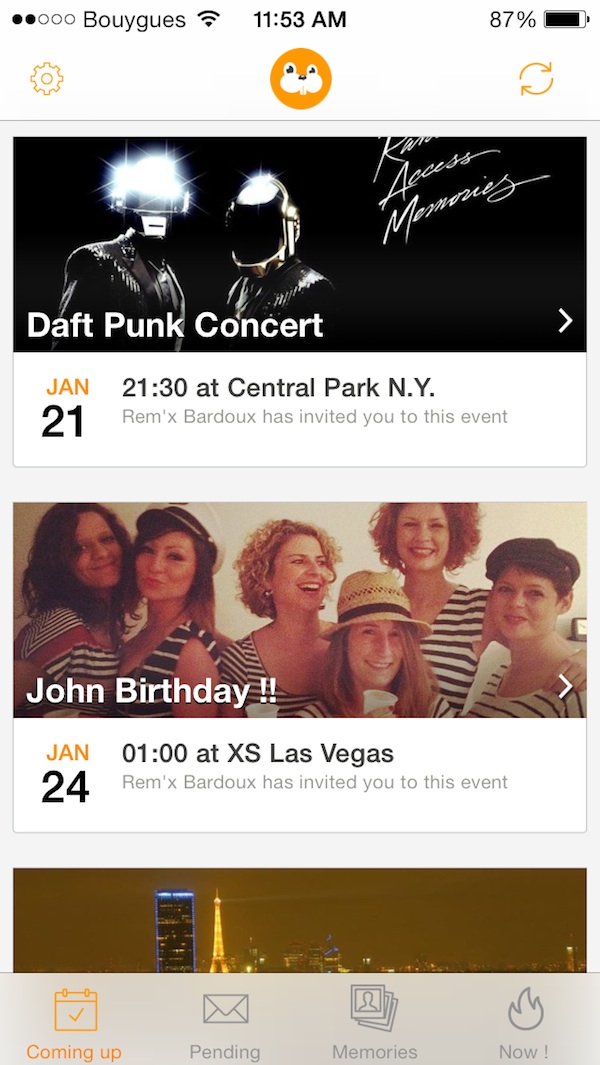 Bouygues 11:53 AM 87%
Random
Access
Memories
Daft Punk Concert
JAN
21
21:30 at Central Park N.Y.
Rem'x Bardoux has invited you to this event
John Birthday !!
JAN
24
01:00 at XS Las Vegas
Rem'x Bardoux has invited you to this event
Coming up Pending Memories Now !